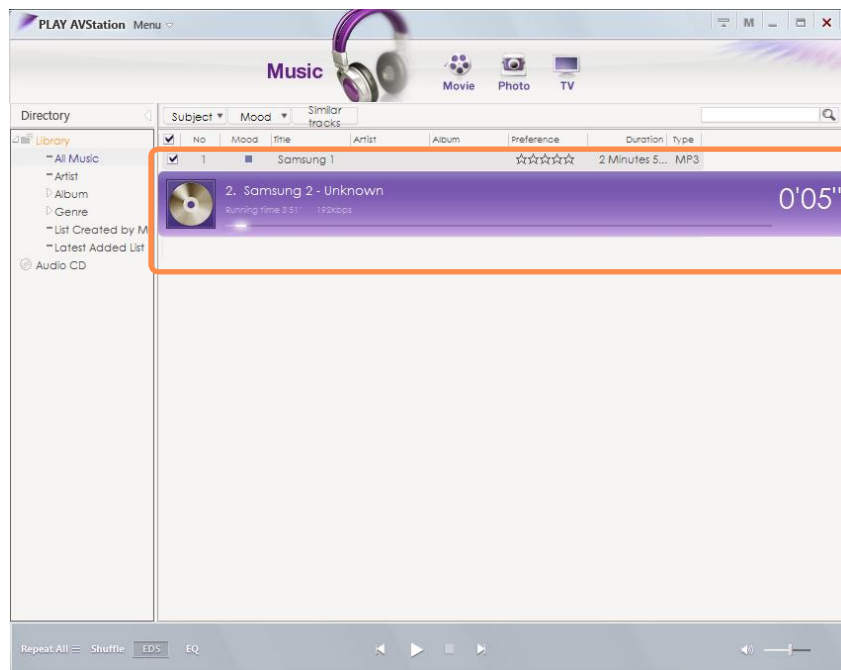 PLAY AVStation Menu
M
Music
Movie Photo TV
Directory
Subject Mood Similar tracks
Library
All Music
Artist
Album
Genre
List Created by M
Latest Added List
Audio CD
No Mood Title Artist Album Preference Duration Type
1 Samsung 1 2 Minutes 5... MP3
2. Samsung 2 - Unknown
0'05"
Running time 5'51" 192Kbps
Repeat All Shuffle EDS EQ